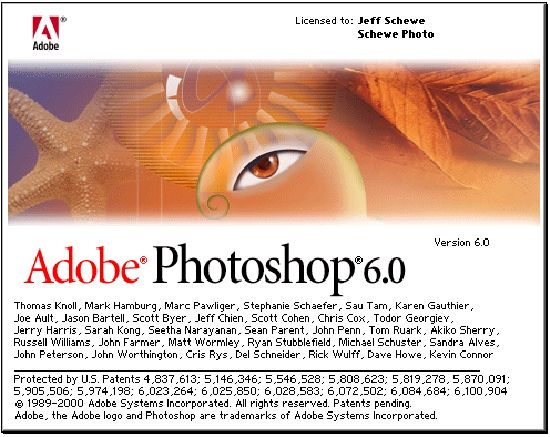 Adobe
Licensed to: Jeff Schewe
Schewe Photo
Version 6.0
Adobe® Photoshop® 6.0
Thomas Knoll, Mark Hamburg, Marc Pawliger, Stephanie Schaefer, Sau Tam, Karen Gauthier,
Joe Ault, Jason Bartell, Scott Byer, Jeff Chien, Scott Cohen, Chris Cox, Todor Georgiev,
Jerry Harris, Sarah Kong, Seetha Narayanan, Sean Parent, John Penn, Tom Ruark, Akiko Sherry,
Russell Williams, John Farmer, Matt Wormley, Ryan Stubblefield, Michael Schuster, Sandra Alves,
John Peterson, John Worthington, Cris Rys, Del Schneider, Rick Wulff, Dave Howe, Kevin Connor
Protected by U.S. Patents 4,837,613; 5,146,346; 5,546,528; 5,808,623; 5,819,278, 5,870,091;
5,905,506; 5,974,198; 6,023,264; 6,025,850; 6,028,583; 6,072,502; 6,084,684; 6,100,904
© 1989-2000 Adobe Systems Incorporated. All rights reserved. Patents pending.
Adobe, the Adobe logo and Photoshop are trademarks of Adobe Systems Incorporated.